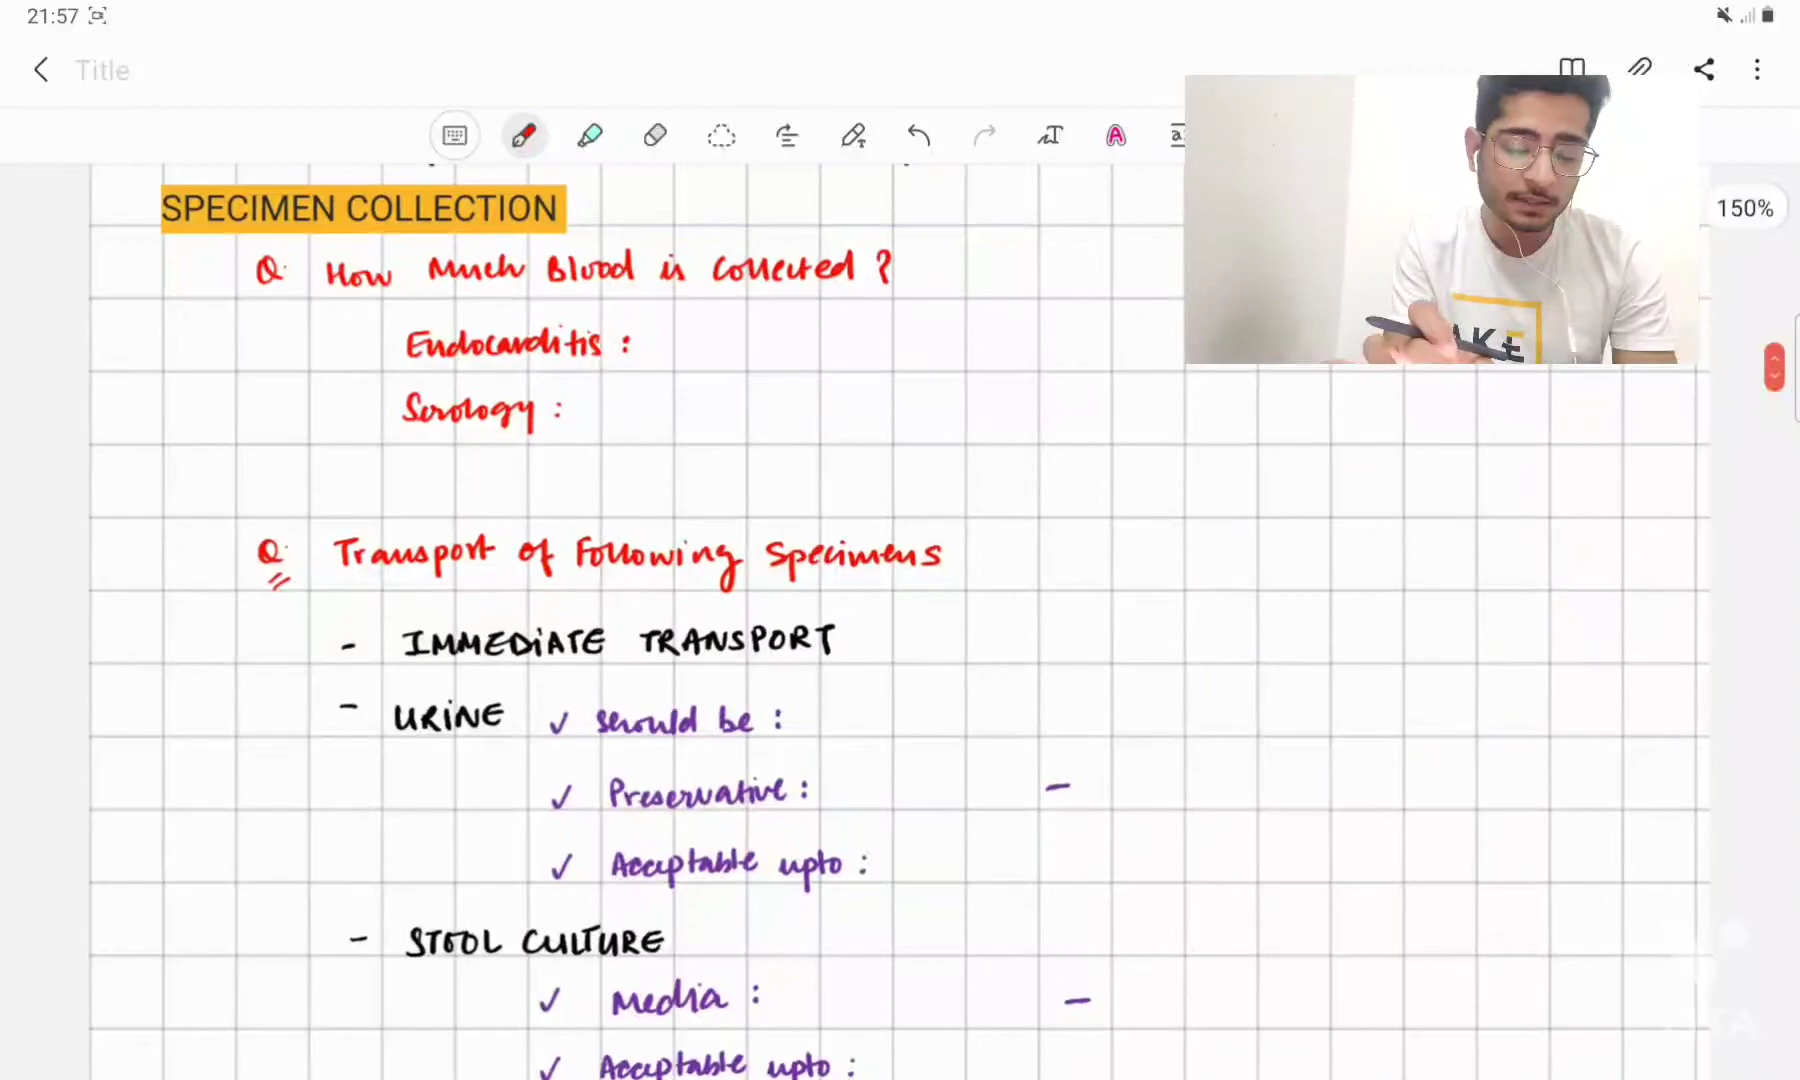 21:57
Title
150%
SPECIMEN COLLECTION
Q. How Much Blood is Collected ?
Endocarditis :
Serology :
Q. Transport of Following Specimens
- IMMEDiATE TRANSPORT
- URiNE ✓ should be :
✓ Preservative : -
✓ Acceptable upto :
- STOOL CULTURE
✓ Media : -
✓ Acceptable upto :